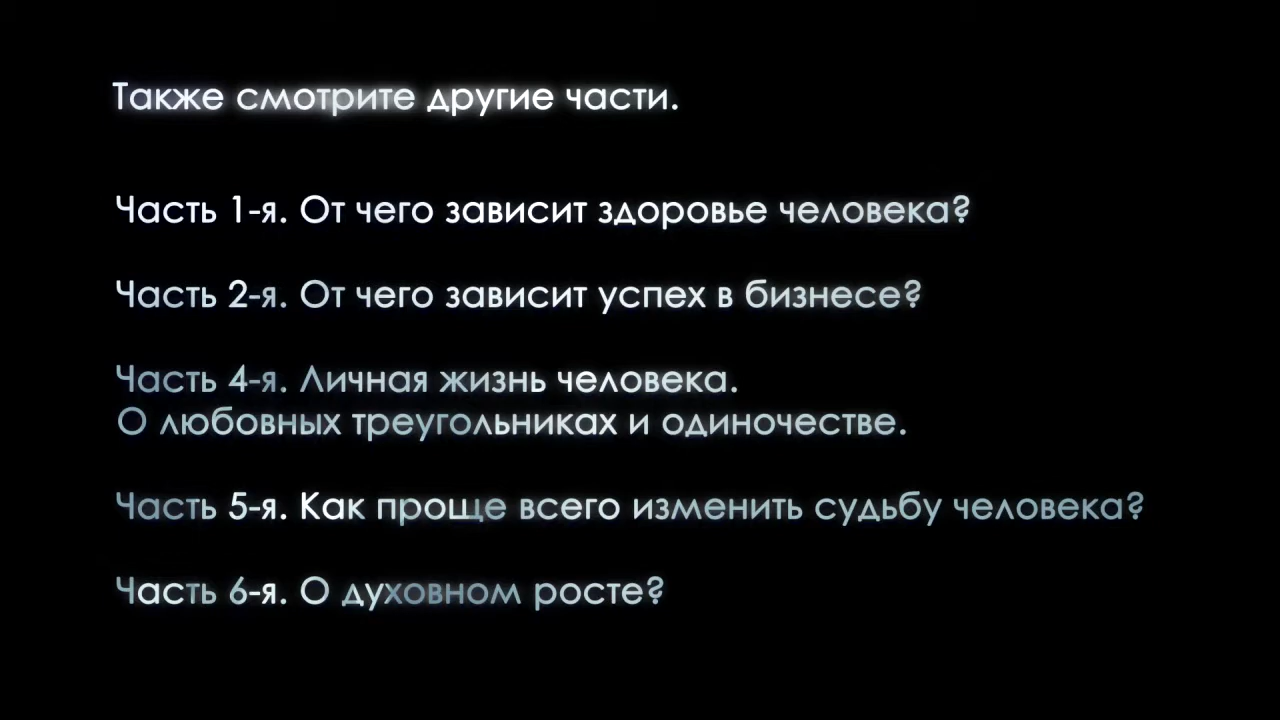 Также смотрите другие части.
Часть 1-я. От чего зависит здоровье человека?
Часть 2-я. От чего зависит успех в бизнесе?
Часть 4-я. Личная жизнь человека.
О любовных треугольниках и одиночестве.
Часть 5-я. Как проще всего изменить судьбу человека?
Часть 6-я. О духовном росте?